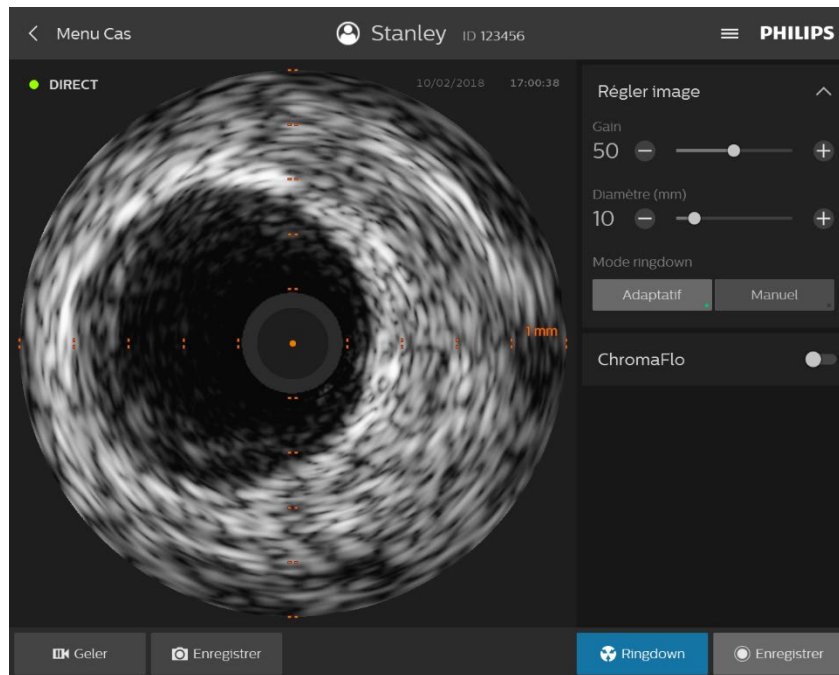 Menu Cas
Stanley ID 123456
PHILIPS
DIRECT
10/02/2018 17:00:38
1 mm
Régler image
Gain
50
Diamètre (mm)
10
Mode ringdown
Adaptatif
Manuel
ChromaFlo
Geler
Enregistrer
Ringdown
Enregistrer